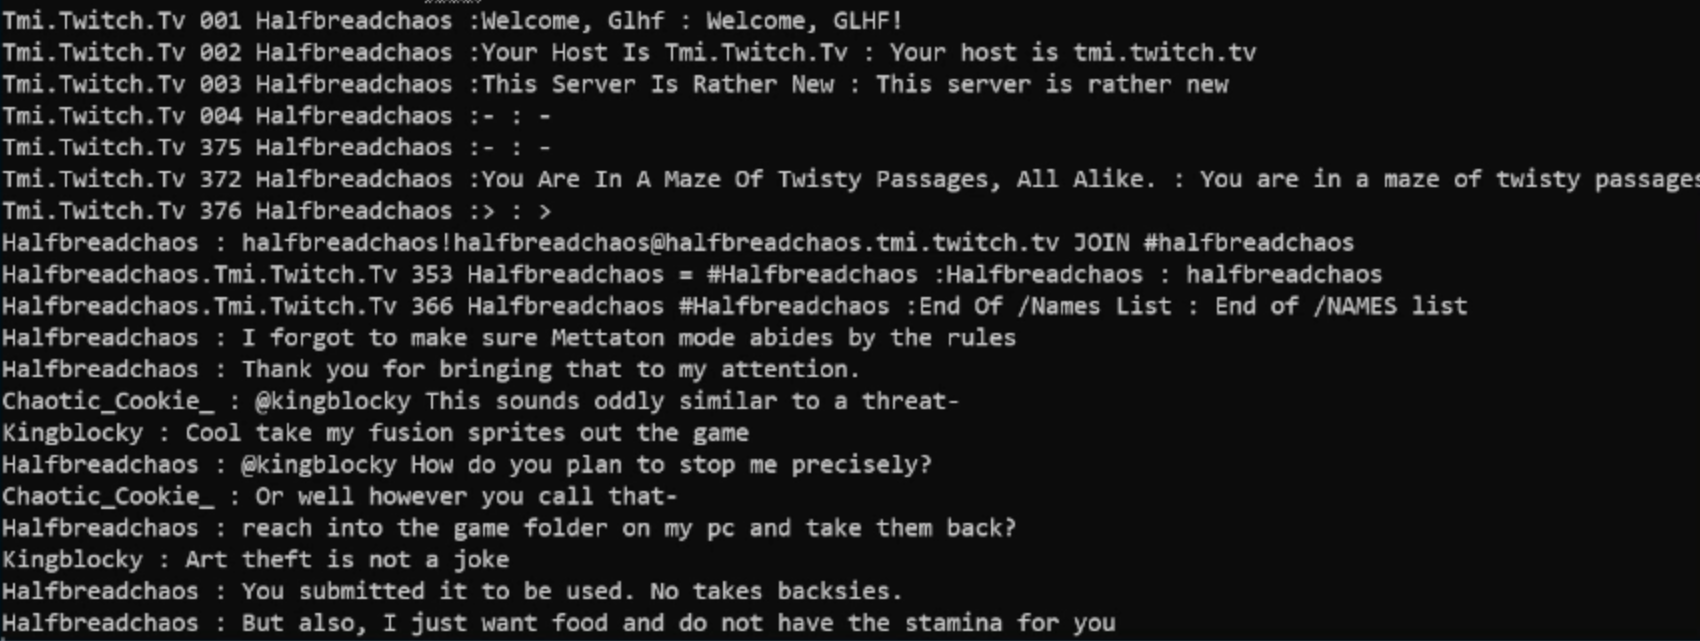 Tmi.Twitch.Tv 001 Halfbreadchaos :Welcome, Glhf : Welcome, GLHF!
Tmi.Twitch.Tv 002 Halfbreadchaos :Your Host Is Tmi.Twitch.Tv : Your host is tmi.twitch.tv
Tmi.Twitch.Tv 003 Halfbreadchaos :This Server Is Rather New : This server is rather new
Tmi.Twitch.Tv 004 Halfbreadchaos :- : -
Tmi.Twitch.Tv 375 Halfbreadchaos :- : -
Tmi.Twitch.Tv 372 Halfbreadchaos :You Are In A Maze Of Twisty Passages, All Alike. : You are in a maze of twisty passages
Tmi.Twitch.Tv 376 Halfbreadchaos :> : >
Halfbreadchaos : halfbreadchaos!halfbreadchaos@halfbreadchaos.tmi.twitch.tv JOIN #halfbreadchaos
Halfbreadchaos.Tmi.Twitch.Tv 353 Halfbreadchaos = #Halfbreadchaos :Halfbreadchaos : halfbreadchaos
Halfbreadchaos.Tmi.Twitch.Tv 366 Halfbreadchaos #Halfbreadchaos :End Of /Names List : End of /NAMES list
Halfbreadchaos : I forgot to make sure Mettaton mode abides by the rules
Halfbreadchaos : Thank you for bringing that to my attention.
Chaotic_Cookie_ : @kingblocky This sounds oddly similar to a threat-
Kingblocky : Cool take my fusion sprites out the game
Halfbreadchaos : @kingblocky How do you plan to stop me precisely?
Chaotic_Cookie_ : Or well however you call that-
Halfbreadchaos : reach into the game folder on my pc and take them back?
Kingblocky : Art theft is not a joke
Halfbreadchaos : You submitted it to be used. No takes backsies.
Halfbreadchaos : But also, I just want food and do not have the stamina for you